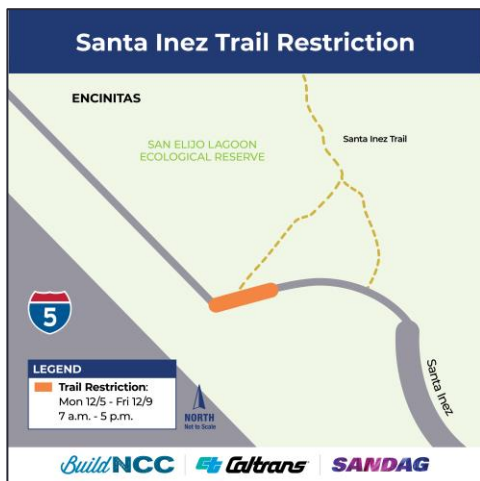 Santa Inez Trail Restriction
ENCINITAS
SAN ELIJO LAGOON
ECOLOGICAL RESERVE
Santa Inez Trail
5
Santa Inez
LEGEND
Trail Restriction:
Mon 12/5 - Fri 12/9
7 a.m. - 5 p.m.
NORTH
Not to Scale
BuildNCC
Caltrans
SANDAG